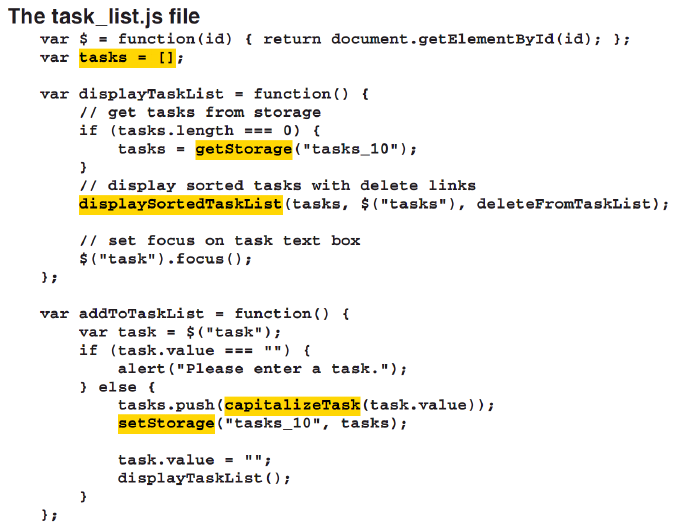 The task_list.js file
var $ = function(id) { return document.getElementById(id); };
var tasks = [];
var displayTaskList = function() {
// get tasks from storage
if (tasks.length === 0) {
tasks = getStorage("tasks_10");
}
// display sorted tasks with delete links
displaySortedTaskList(tasks, $("tasks"), deleteFromTaskList);
// set focus on task text box
$("task").focus();
};
var addToTaskList = function() {
var task = $("task");
if (task.value === "") {
alert("Please enter a task.");
} else {
tasks.push(capitalizeTask(task.value));
setStorage("tasks_10", tasks);
task.value = "";
displayTaskList();
}
};